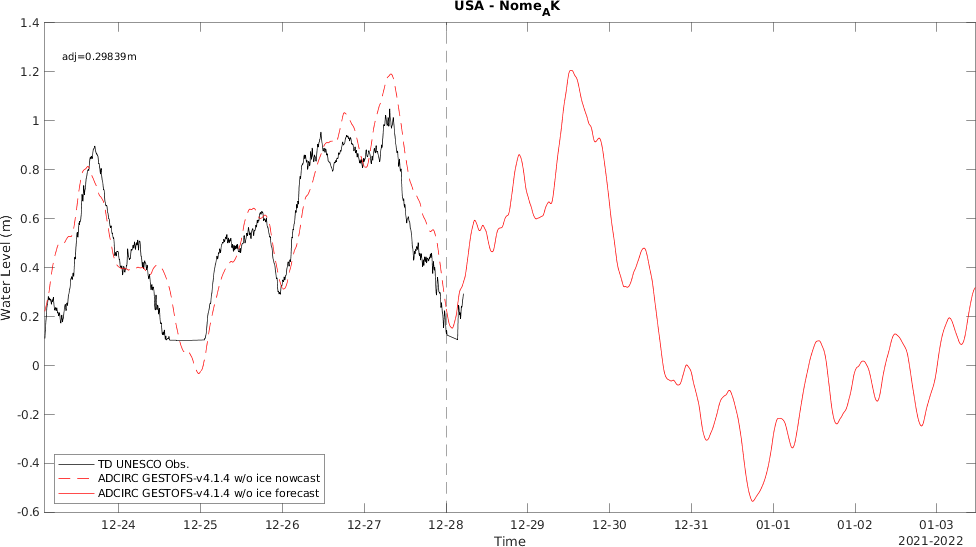 USA - Nome_AK
adj=0.29839m
1.4
1.2
1
0.8
0.6
0.4
0.2
0
-0.2
-0.4
-0.6
Water Level (m)
TD UNESCO Obs.
ADCIRC GESTOFS-v4.1.4 w/o ice nowcast
ADCIRC GESTOFS-v4.1.4 w/o ice forecast
12-24 12-25 12-26 12-27 12-28 12-29 12-30 12-31 01-01 01-02 01-03
Time
2021-2022